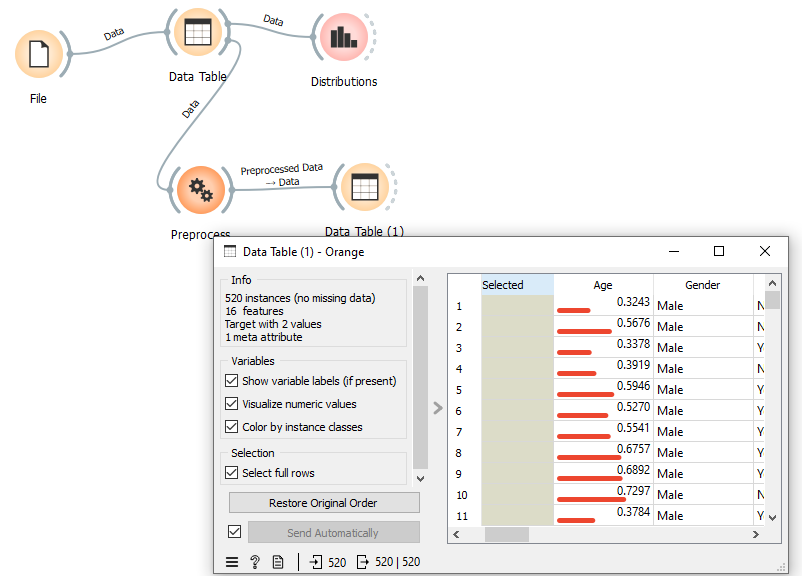 Data
Data
File
Data Table
Distributions
Data
Preprocessed Data
→ Data
Preprocess
Data Table (1)
Data Table (1) - Orange
Info
520 instances (no missing data)
16 features
Target with 2 values
1 meta attribute
Variables
Show variable labels (if present)
Visualize numeric values
Color by instance classes
Selection
Select full rows
Restore Original Order
Send Automatically
520
520 | 520
Selected Age Gender
1 0.3243 Male N
2 0.5676 Male N
3 0.3378 Male Y
4 0.3919 Male N
5 0.5946 Male Y
6 0.5270 Male Y
7 0.5541 Male Y
8 0.6757 Male Y
9 0.6892 Male Y
10 0.7297 Male N
11 0.3784 Male Y